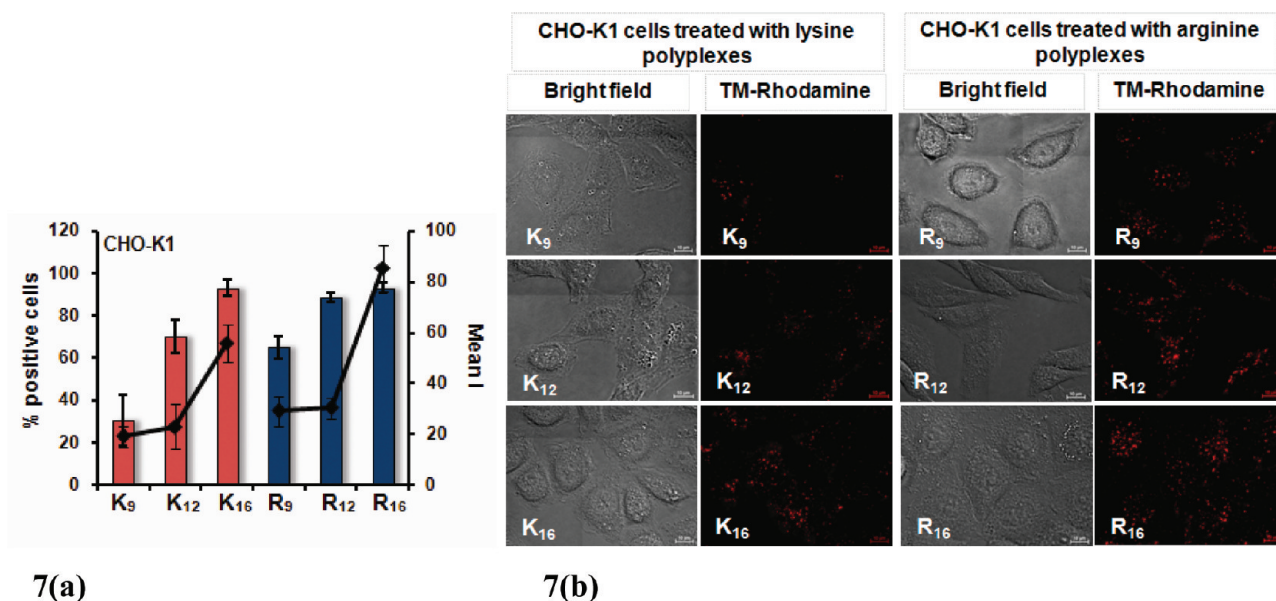 CHO-K1 cells treated with lysine
polyplexes
CHO-K1 cells treated with arginine
polyplexes
Bright field
TM-Rhodamine
Bright field
TM-Rhodamine
K9
K9
R9
R9
K12
K12
R12
R12
K16
K16
R16
R16
% positive cells
120
100
80
60
40
20
0
CHO-K1
100
80
60
40
20
0
Mean I
K9 K12 K16 R9 R12 R16
7(a)
7(b)